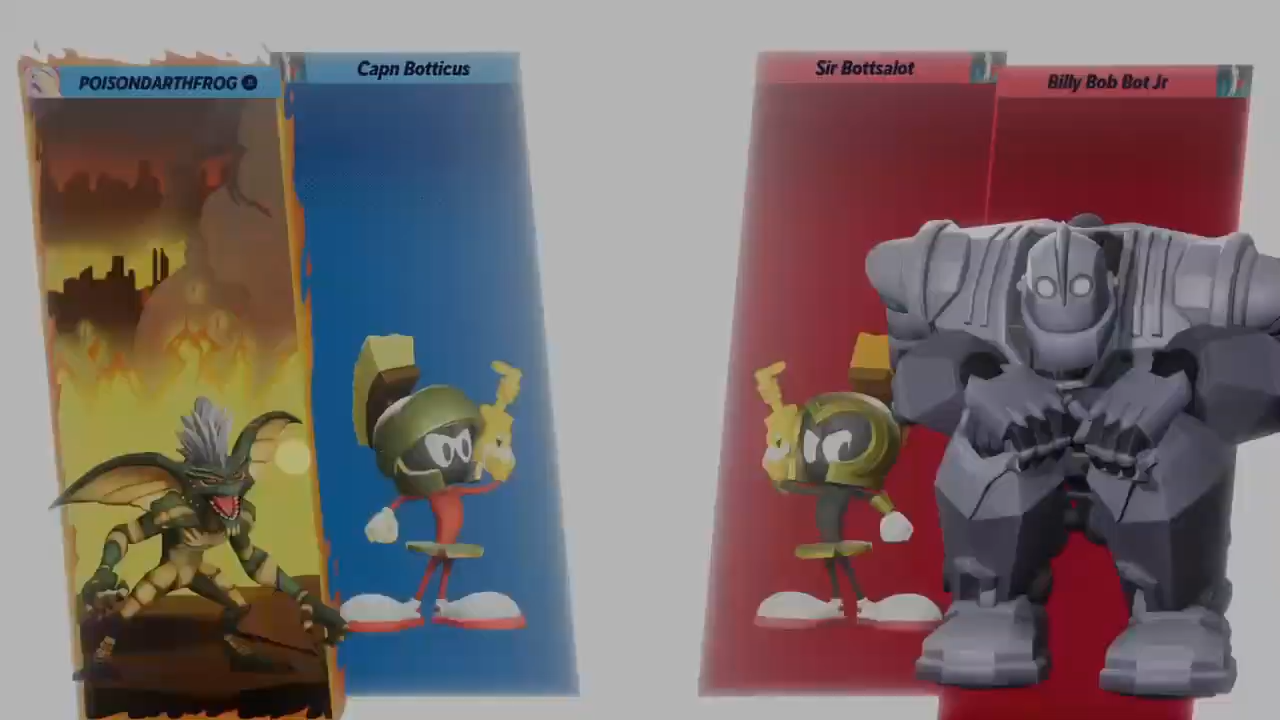 POISONDARTHFROG
Capn Botticus
Sir Bottsalot
Billy Bob Bot Jr